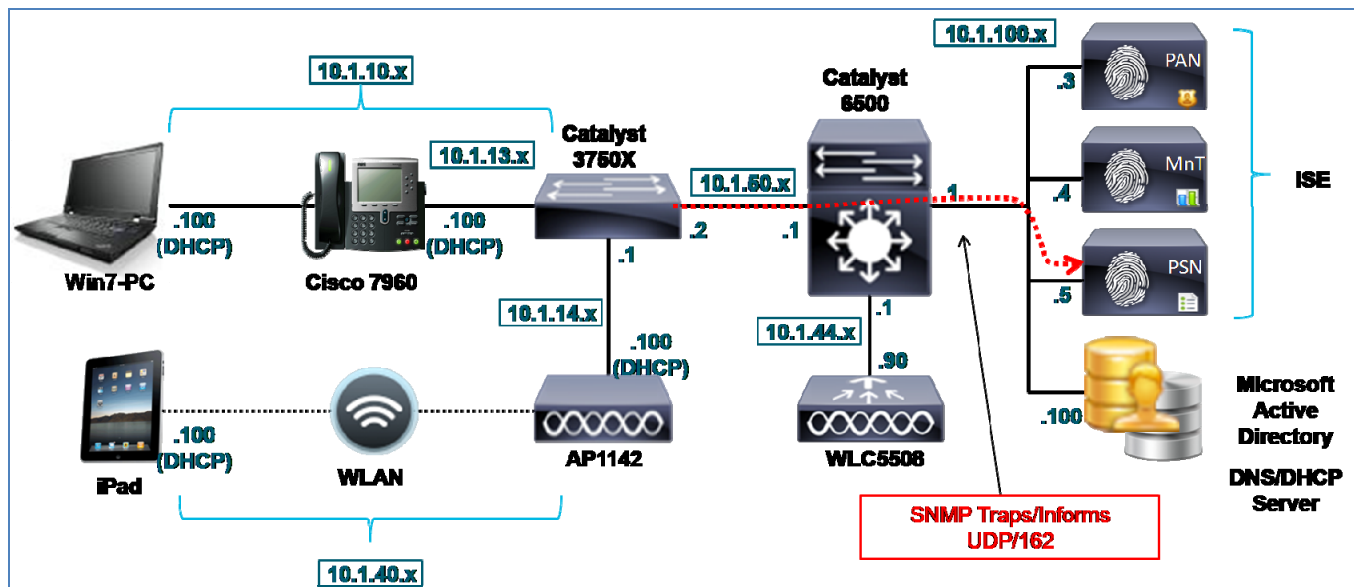 10.1.100.x
10.1.10.x
Catalyst
6500
PAN
.3
Catalyst
3750X
10.1.13.x
10.1.50.x
MnT
ISE
.4
.1
.100
(DHCP)
.100
(DHCP)
.2
.1
PSN
.5
Win7-PC
Cisco 7960
.1
.1
10.1.14.x
10.1.44.x
.100
(DHCP)
.90
Microsoft
Active
Directory
.100
.100
(DHCP)
iPad
WLAN
AP1142
WLC5508
DNS/DHCP
Server
SNMP Traps/Informs
UDP/162
10.1.40.x